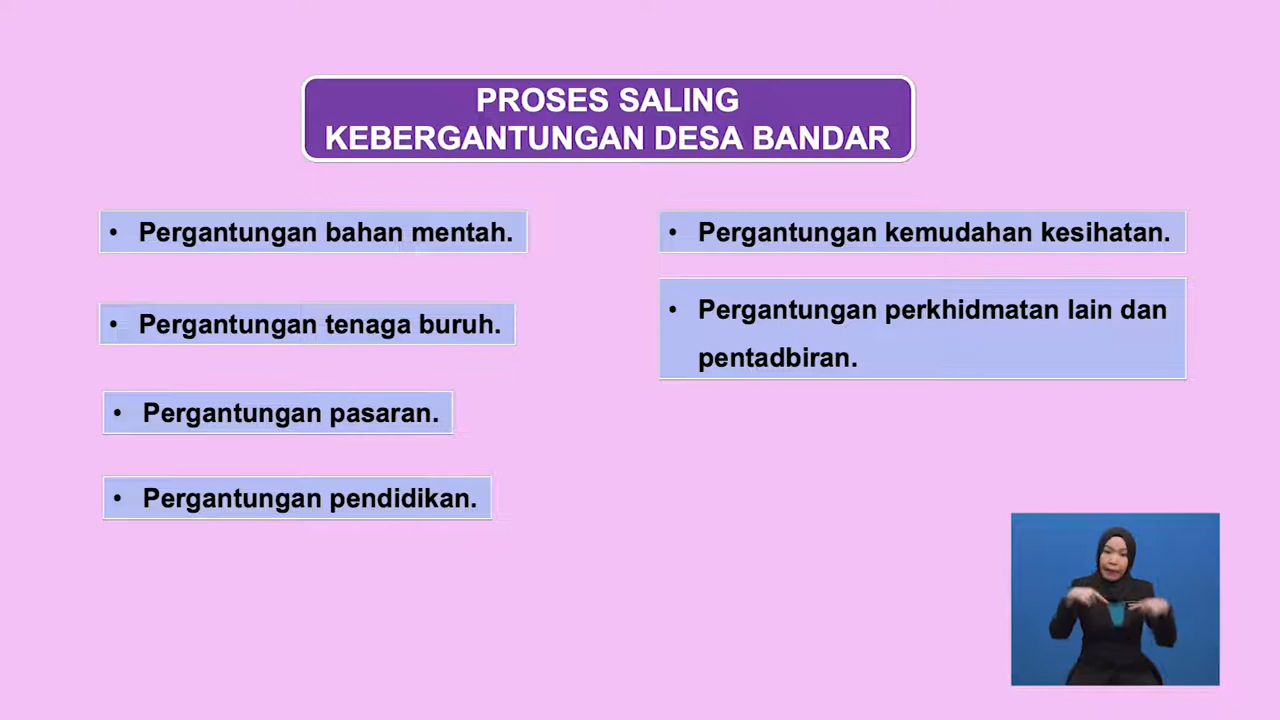 PROSES SALING
KEBERGANTUNGAN DESA BANDAR
• Pergantungan bahan mentah.
• Pergantungan tenaga buruh.
• Pergantungan pasaran.
• Pergantungan pendidikan.
• Pergantungan kemudahan kesihatan.
• Pergantungan perkhidmatan lain dan
pentadbiran.